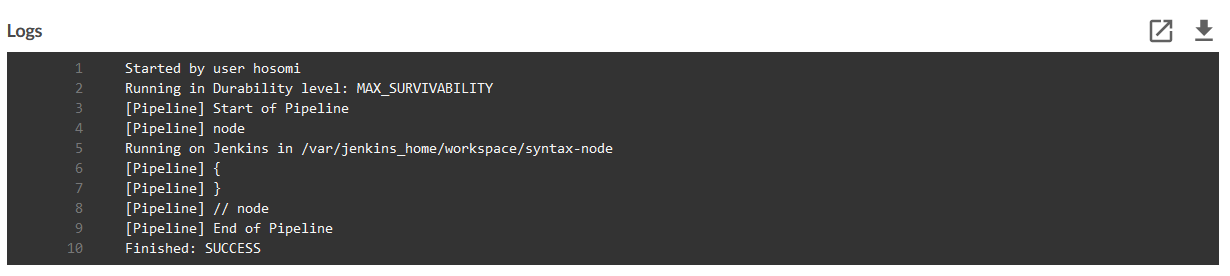 Logs
1 Started by user hosomi
2 Running in Durability level: MAX_SURVIVABILITY
3 [Pipeline] Start of Pipeline
4 [Pipeline] node
5 Running on Jenkins in /var/jenkins_home/workspace/syntax-node
6 [Pipeline] {
7 [Pipeline] }
8 [Pipeline] // node
9 [Pipeline] End of Pipeline
10 Finished: SUCCESS